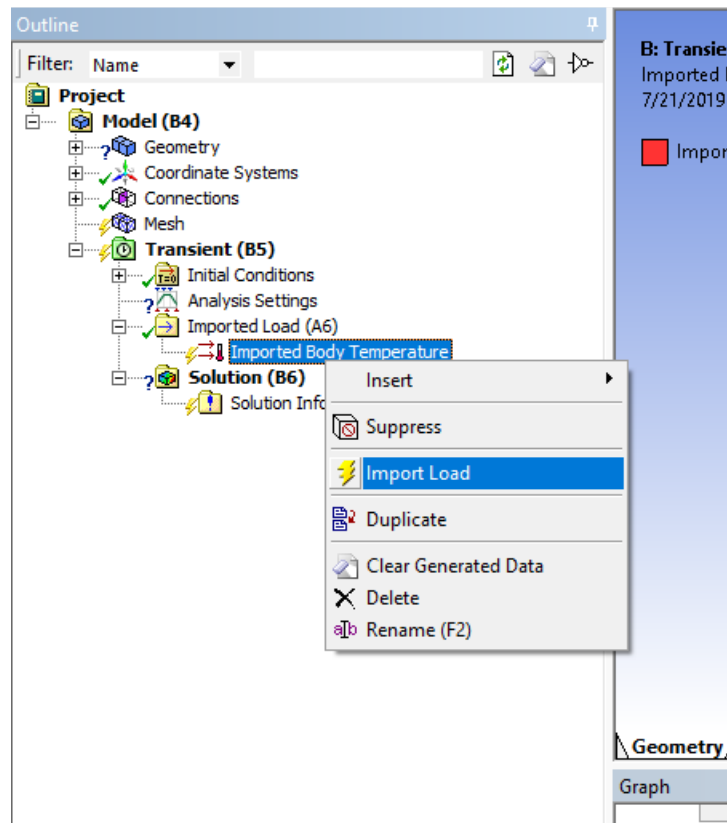 Outline
Filter: Name
Project
Model (B4)
Geometry
Coordinate Systems
Connections
Mesh
Transient (B5)
T=0 Initial Conditions
Analysis Settings
Imported Load (A6)
Imported Body Temperature
Solution (B6)
Solution Info
Insert
Suppress
Import Load
Duplicate
Clear Generated Data
Delete
a b Rename (F2)
B: Transie
Imported
7/21/2019
Impor
Geometry
Graph